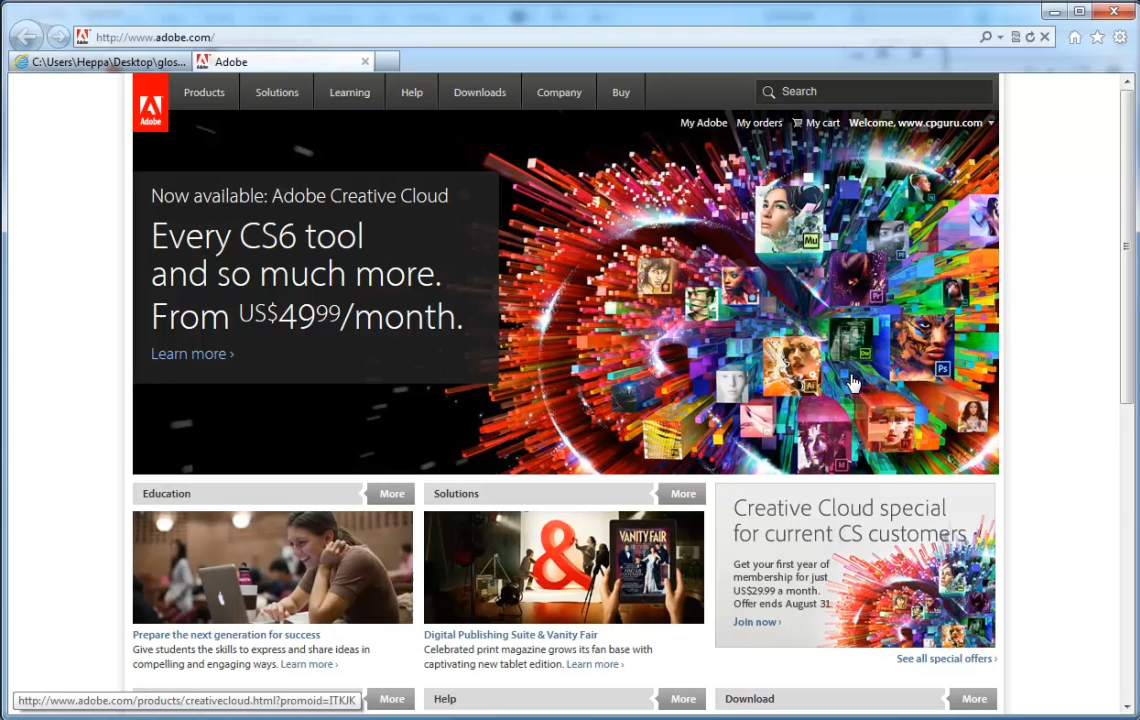 http://www.adobe.com/
C:\Users\Heppa\Desktop\glos...
Adobe
Adobe
Products
Solutions
Learning
Help
Downloads
Company
Buy
Search
My Adobe
My orders
My cart
Welcome, www.cpguru.com
Now available: Adobe Creative Cloud
Every CS6 tool
and so much more.
From US$49⁹⁹/month.
Learn more ›
Mu
Pr
Dw
Ps
Ai
Id
Education
More
Solutions
More
Creative Cloud special
for current CS customers
Get your first year of
membership for just
US$29.99 a month.
Offer ends August 31.
Join now ›
VANITY FAIR
&
Prepare the next generation for success
Give students the skills to express and share ideas in
compelling and engaging ways. Learn more ›
Digital Publishing Suite & Vanity Fair
Celebrated print magazine grows its fan base with
captivating new tablet edition. Learn more ›
See all special offers ›
http://www.adobe.com/products/creativecloud.html?promoid=ITKJK
More
Help
More
Download
More